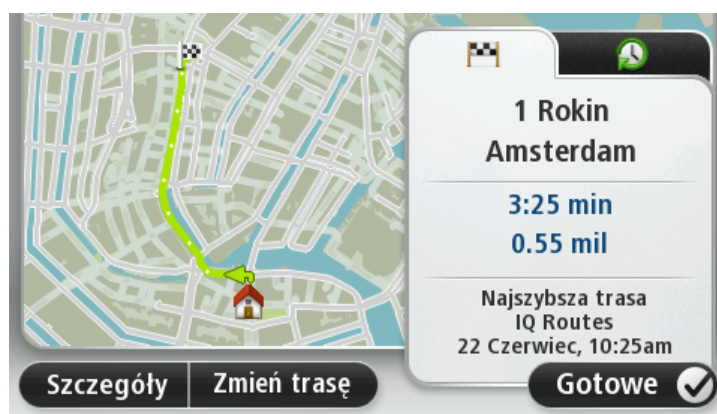 1 Rokin
Amsterdam
3:25 min
0.55 mil
Najszybsza trasa
IQ Routes
22 Czerwiec, 10:25am
Szczegóły
Zmień trasę
Gotowe